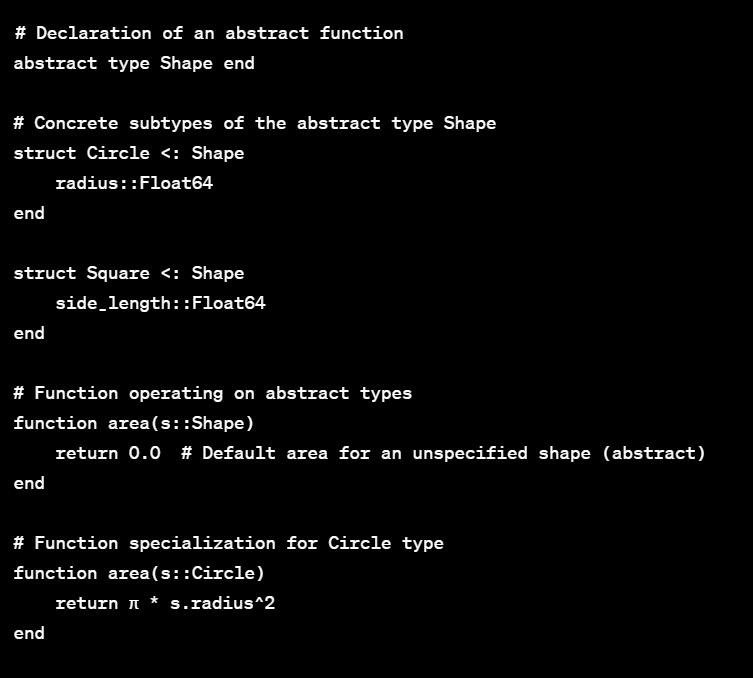 # Declaration of an abstract function
abstract type Shape end
# Concrete subtypes of the abstract type Shape
struct Circle <: Shape
    radius::Float64
end
struct Square <: Shape
    side_length::Float64
end
# Function operating on abstract types
function area(s::Shape)
    return 0.0  # Default area for an unspecified shape (abstract)
end
# Function specialization for Circle type
function area(s::Circle)
    return π * s.radius^2
end